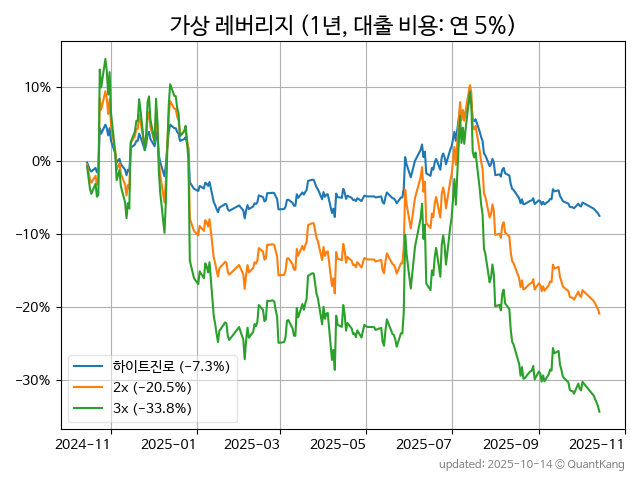 가상 레버리지 (1년, 대출 비용: 연 5%)
10%
0%
−10%
−20%
−30%
하이트진로 (−7.3%)
2x (−20.5%)
3x (−33.8%)
2024-11 2025-01 2025-03 2025-05 2025-07 2025-09 2025-11
updated: 2025-10-14 © QuantKang